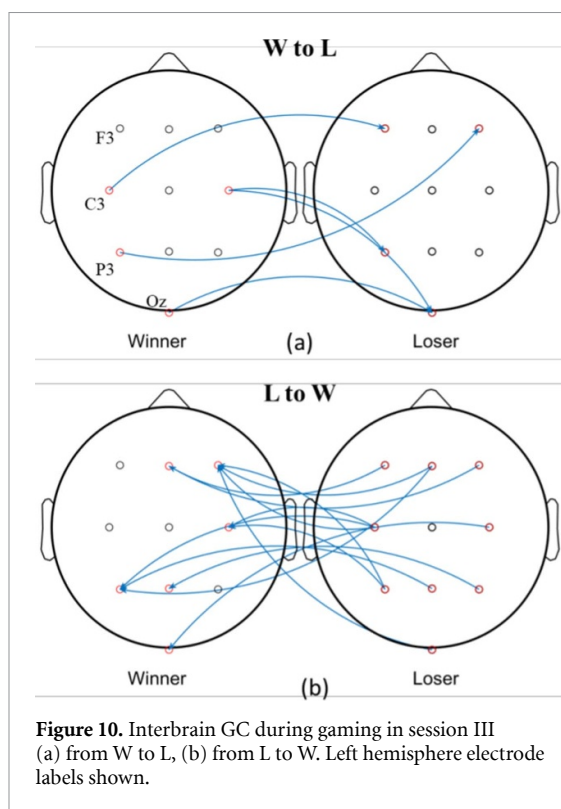 W to L
F3
C3
P3
Oz
Winner
(a)
Loser
L to W
Winner
(b)
Loser
Figure 10. Interbrain GC during gaming in session III
(a) from W to L, (b) from L to W. Left hemisphere electrode
labels shown.